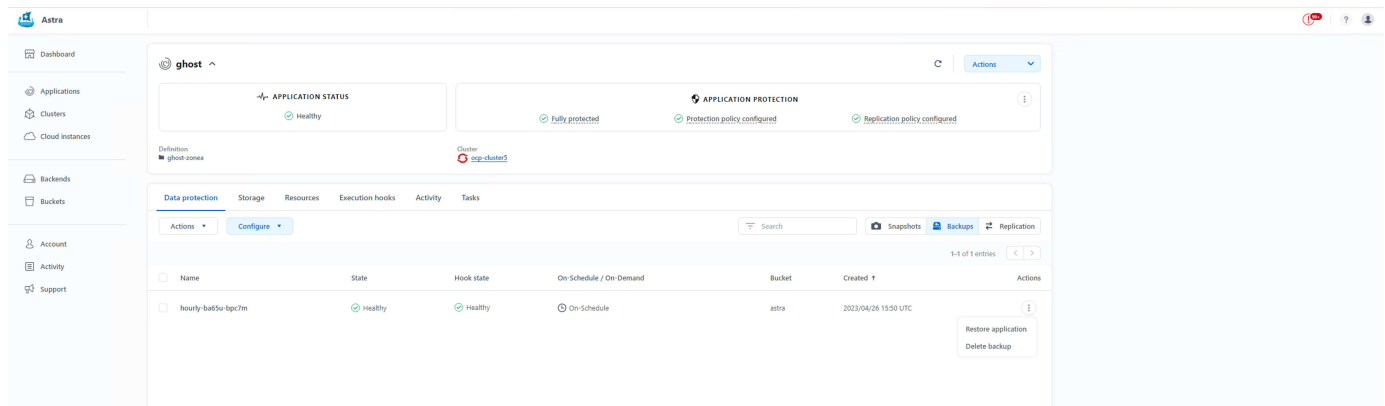 Astra
99+
?
Dashboard
Applications
Clusters
Cloud instances
Backends
Buckets
Account
Activity
Support
ghost
Actions
APPLICATION STATUS
Healthy
APPLICATION PROTECTION
Fully protected Protection policy configured Replication policy configured
Definition
ghost-zonea
Cluster
ocp-cluster5
Data protection Storage Resources Execution hooks Activity Tasks
Actions Configure Search Snapshots Backups Replication
1–1 of 1 entries < >
Name State Hook state On-Schedule / On-Demand Bucket Created ↑ Actions
hourly-ba65u-bpc7m Healthy Healthy On-Schedule astra 2023/04/26 15:50 UTC
Restore application
Delete backup